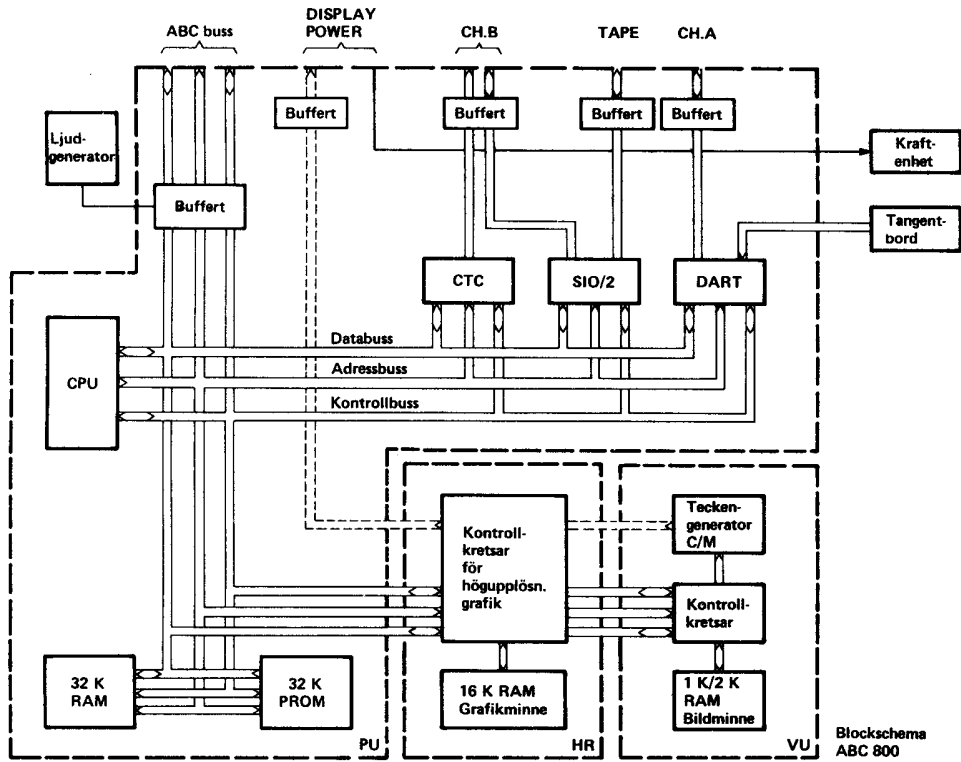 ABC buss
DISPLAY
POWER
CH.B
TAPE
CH.A
Buffert
Buffert
Buffert
Buffert
Ljud-
generator
Kraft-
enhet
Buffert
Tangent-
bord
CTC
SIO/2
DART
CPU
Databuss
Adressbuss
Kontrollbuss
Kontroll-
kretsar
för
högupplösn.
grafik
Tecken-
generator
C/M
Kontroll-
kretsar
32 K
RAM
32 K
PROM
16 K RAM
Grafikminne
1 K/2 K
RAM
Bildminne
PU
HR
VU
Blockschema
ABC 800